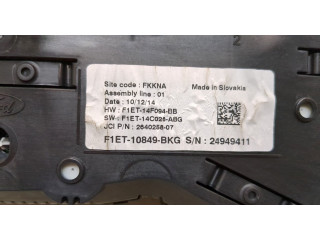 Site code : FKKNA
Made in Slovakia
Assembly line : 01
Date : 10/12/14
HW : F1ET-14F094-BB
SW : F1ET-14C026-ABG
JCI P/N : 2640258-07
F1ET-10849-BKG S/N : 24949411
2